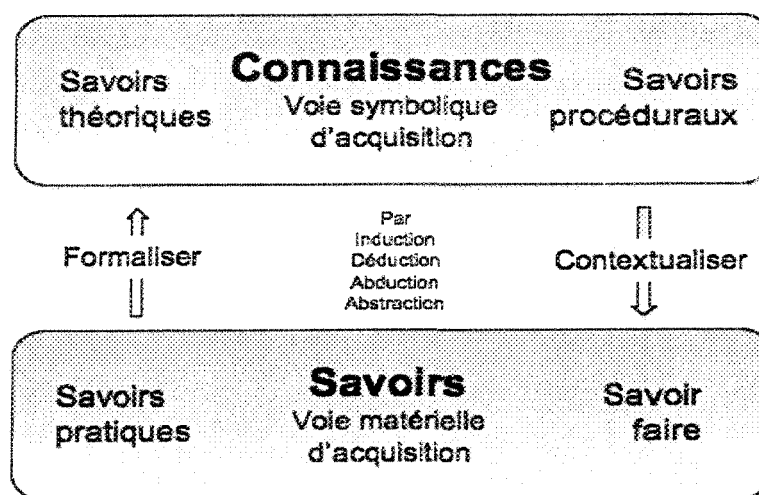 Connaissances
Savoirs
théoriques
Voie symbolique
d'acquisition
Savoirs
procéduraux
Formaliser
Par
Induction
Déduction
Abduction
Abstraction
Contextualiser
Savoirs
pratiques
Savoirs
Voie matérielle
d'acquisition
Savoir
faire